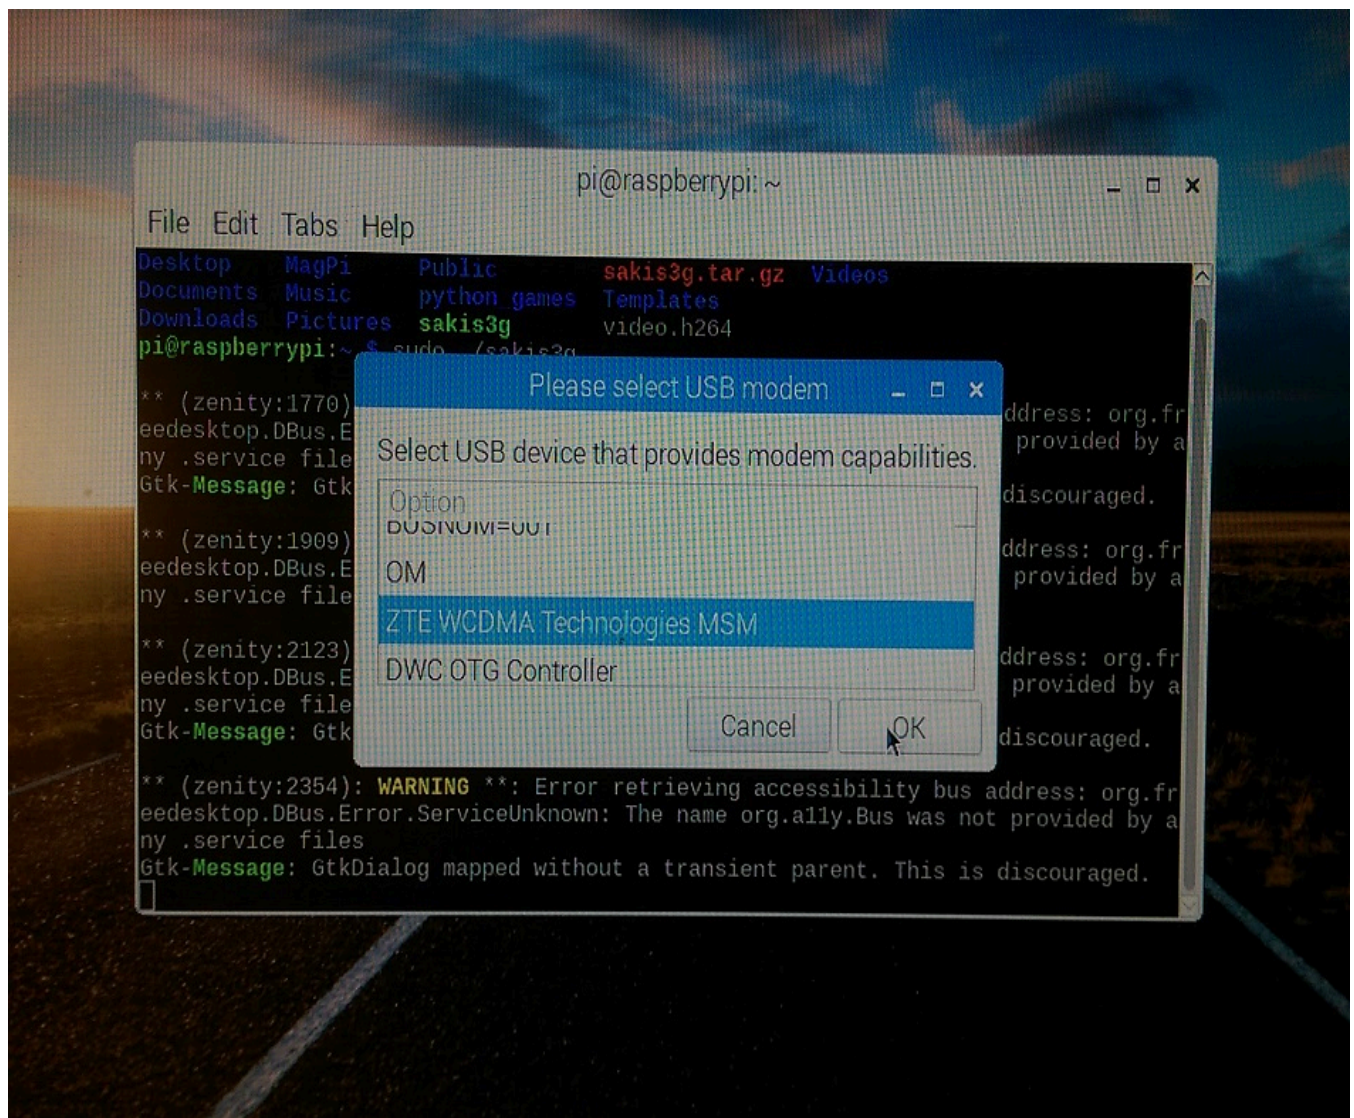 pi@raspberrypi: ~
File Edit Tabs Help
Desktop MagPi Public sakis3g.tar.gz Videos
Documents Music python_games Templates
Downloads Pictures sakis3g video.h264
pi@raspberrypi:~ $ sudo ./sakis3g
Please select USB modem
** (zenity:1770) ddress: org.fr
eedesktop.DBus.E provided by a
ny .service file
Gtk-Message: Gtk discouraged.
Select USB device that provides modem capabilities.
Option
BUSNUM=001
OM
ZTE WCDMA Technologies MSM
DWC OTG Controller
Cancel OK
** (zenity:1909) ddress: org.fr
eedesktop.DBus.E provided by a
ny .service file
** (zenity:2123) ddress: org.fr
eedesktop.DBus.E provided by a
ny .service file
Gtk-Message: Gtk discouraged.
** (zenity:2354): WARNING **: Error retrieving accessibility bus address: org.fr
eedesktop.DBus.Error.ServiceUnknown: The name org.a11y.Bus was not provided by a
ny .service files
Gtk-Message: GtkDialog mapped without a transient parent. This is discouraged.